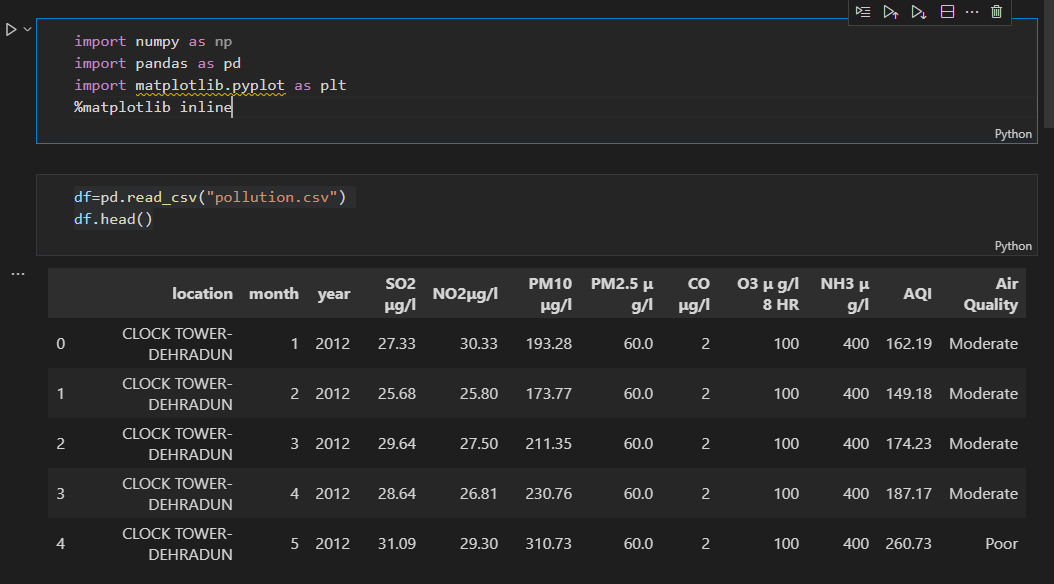 import numpy as np
import pandas as pd
import matplotlib.pyplot as plt
%matplotlib inline
Python
df=pd.read_csv("pollution.csv")
df.head()
Python
location month year SO2 µg/l NO2µg/l PM10 µg/l PM2.5 µ g/l CO µg/l O3 µ g/l 8 HR NH3 µ g/l AQI Air Quality
0 CLOCK TOWER-DEHRADUN 1 2012 27.33 30.33 193.28 60.0 2 100 400 162.19 Moderate
1 CLOCK TOWER-DEHRADUN 2 2012 25.68 25.80 173.77 60.0 2 100 400 149.18 Moderate
2 CLOCK TOWER-DEHRADUN 3 2012 29.64 27.50 211.35 60.0 2 100 400 174.23 Moderate
3 CLOCK TOWER-DEHRADUN 4 2012 28.64 26.81 230.76 60.0 2 100 400 187.17 Moderate
4 CLOCK TOWER-DEHRADUN 5 2012 31.09 29.30 310.73 60.0 2 100 400 260.73 Poor